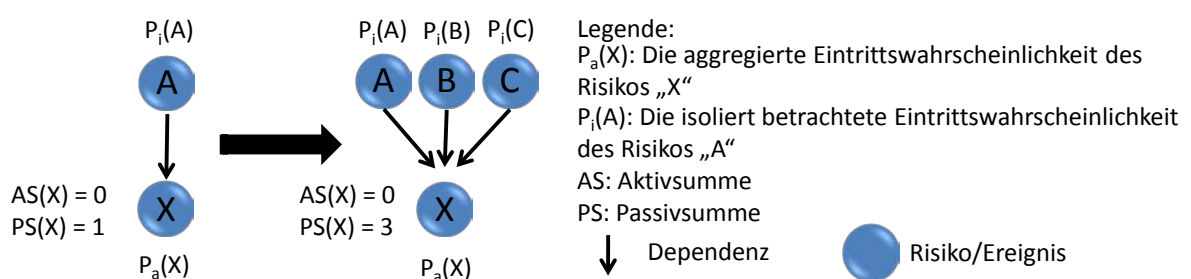 Pi(A)
A
AS(X) = 0
PS(X) = 1
X
Pa(X)
Pi(A) Pi(B) Pi(C)
A B C
AS(X) = 0
PS(X) = 3
X
Pa(X)
Legende:
Pa(X): Die aggregierte Eintrittswahrscheinlichkeit des
Risikos „X“
Pi(A): Die isoliert betrachtete Eintrittswahrscheinlichkeit
des Risikos „A“
AS: Aktivsumme
PS: Passivsumme
Dependenz
Risiko/Ereignis